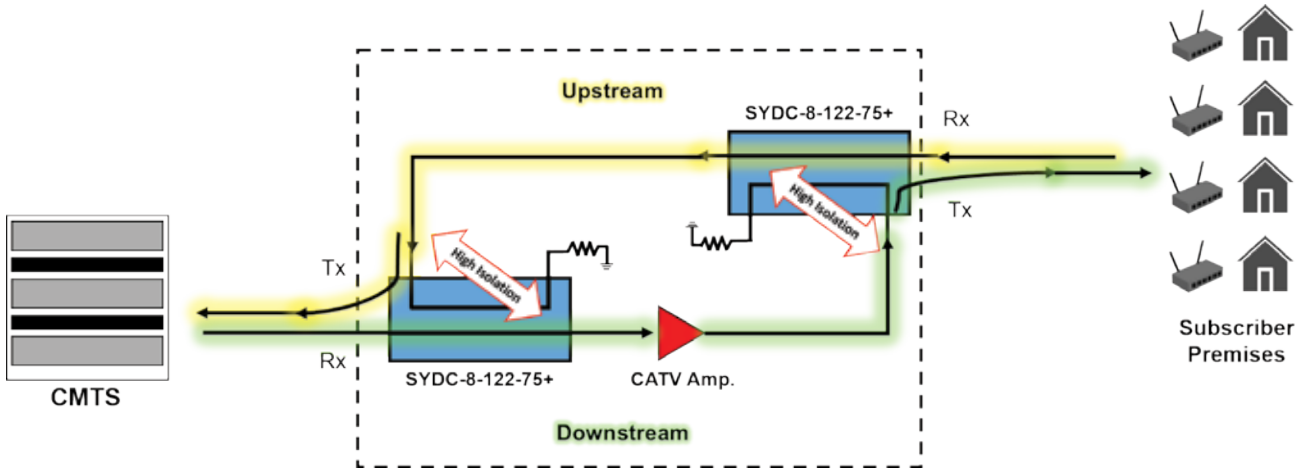 Upstream
SYDC-8-122-75+
Rx
High Isolation
Tx
High Isolation
Tx
Rx
SYDC-8-122-75+
CATV Amp.
CMTS
Subscriber
Premises
Downstream